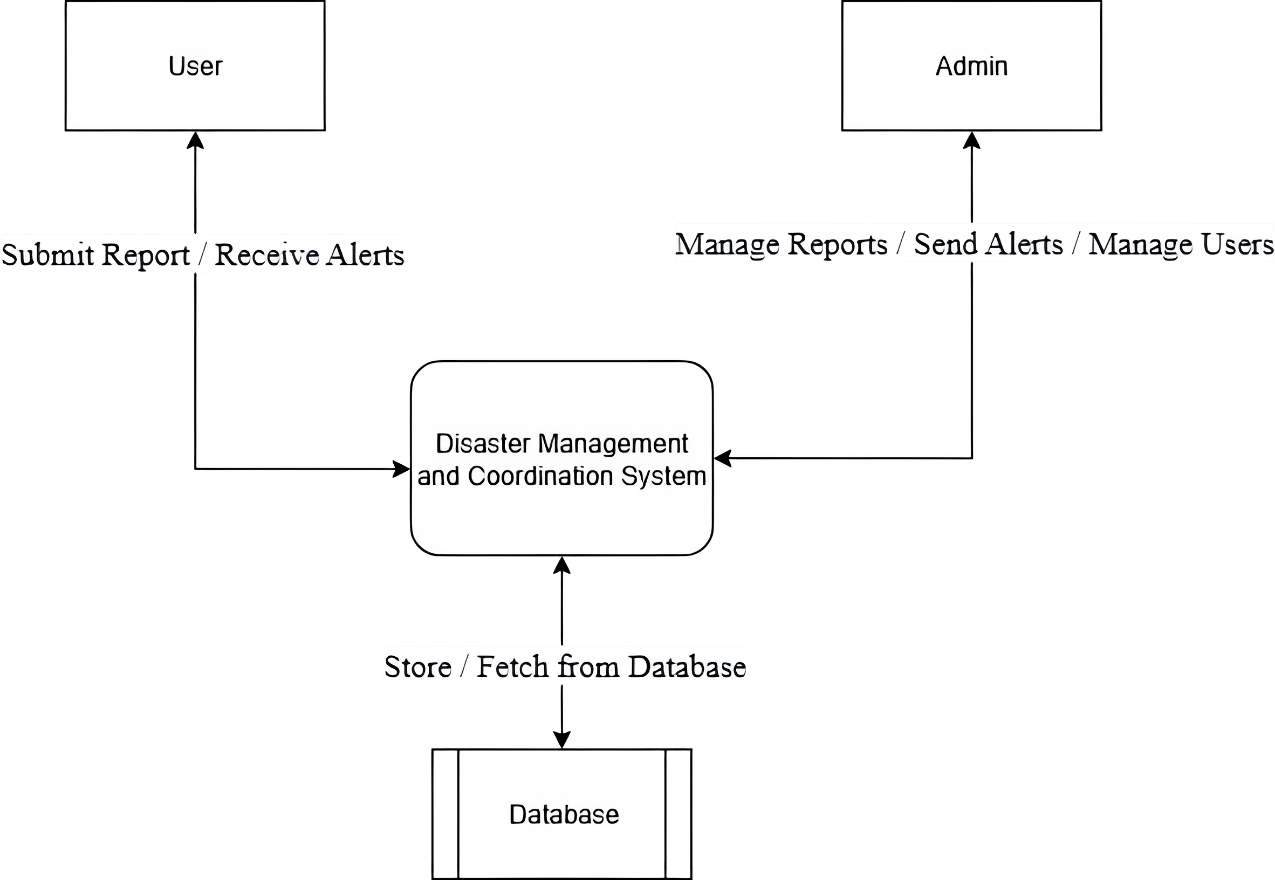 User
Admin
Submit Report / Receive Alerts
Manage Reports / Send Alerts / Manage Users
Disaster Management
and Coordination System
Store / Fetch from Database
Database